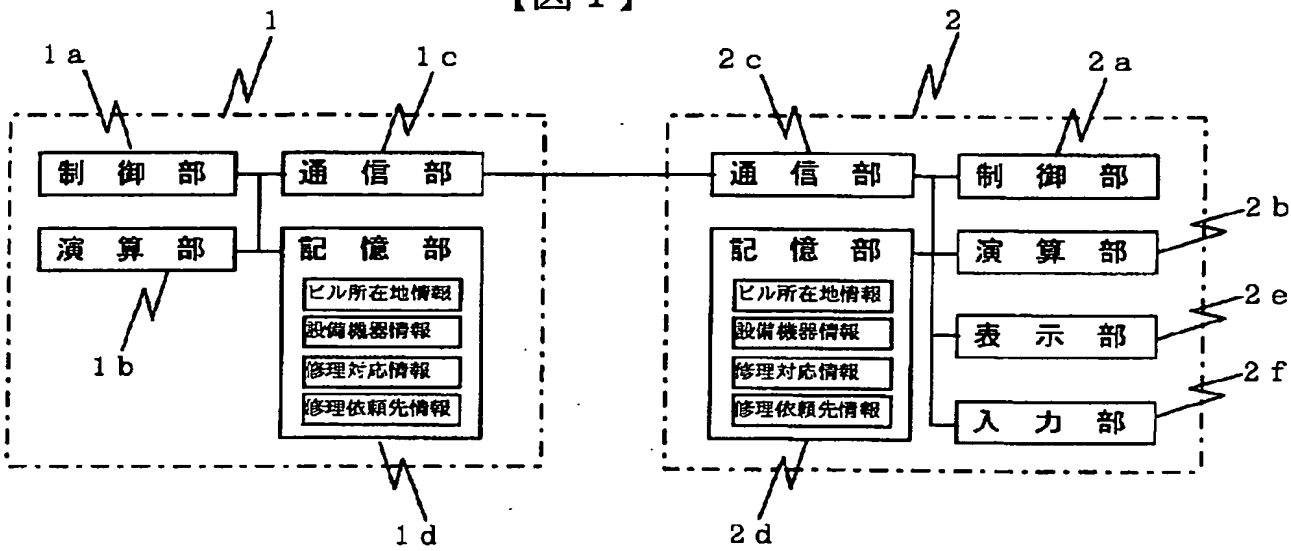 【図1】
1
2
1a
1c
2c
2a
制御部
通信部
通信部
制御部
2b
演算部
記憶部
記憶部
演算部
ビル所在地情報
ビル所在地情報
設備機器情報
設備機器情報
2e
表示部
1b
修理対応情報
修理対応情報
2f
修理依頼先情報
修理依頼先情報
入力部
1d
2d